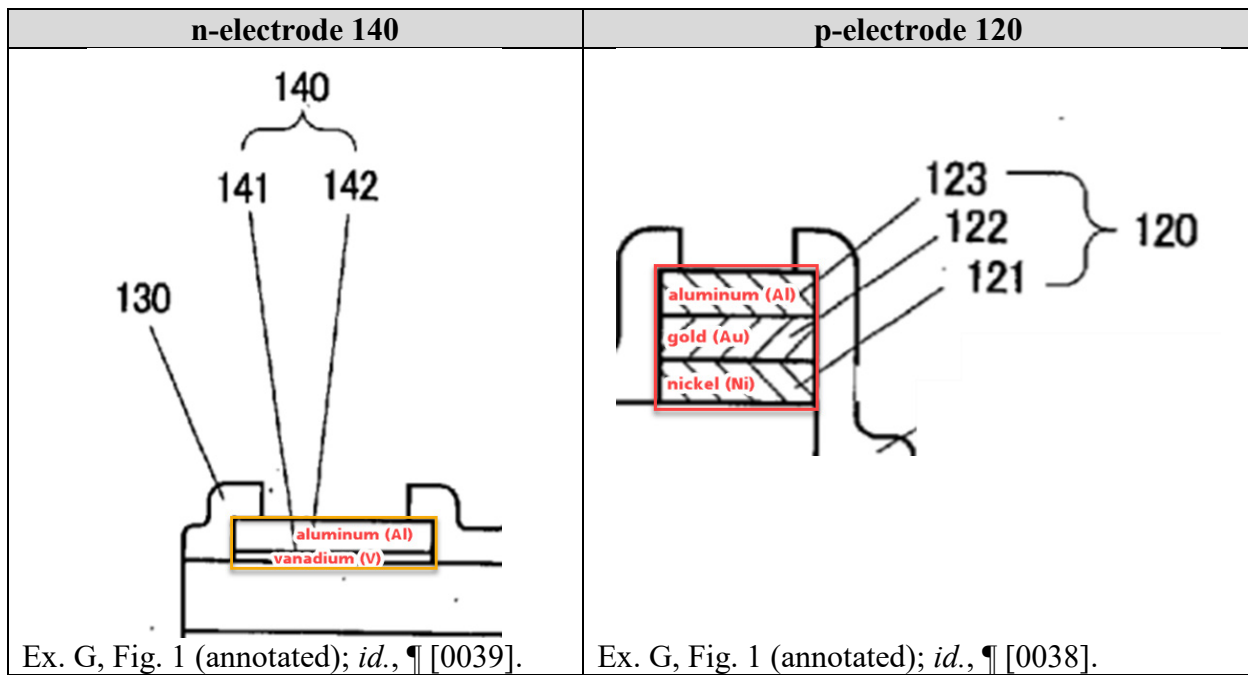 n-electrode 140
p-electrode 120
140
141 142
130
aluminum (Al)
vanadium (V)
Ex. G, Fig. 1 (annotated); id., ¶ [0039].
123
122
121
120
aluminum (Al)
gold (Au)
nickel (Ni)
Ex. G, Fig. 1 (annotated); id., ¶ [0038].